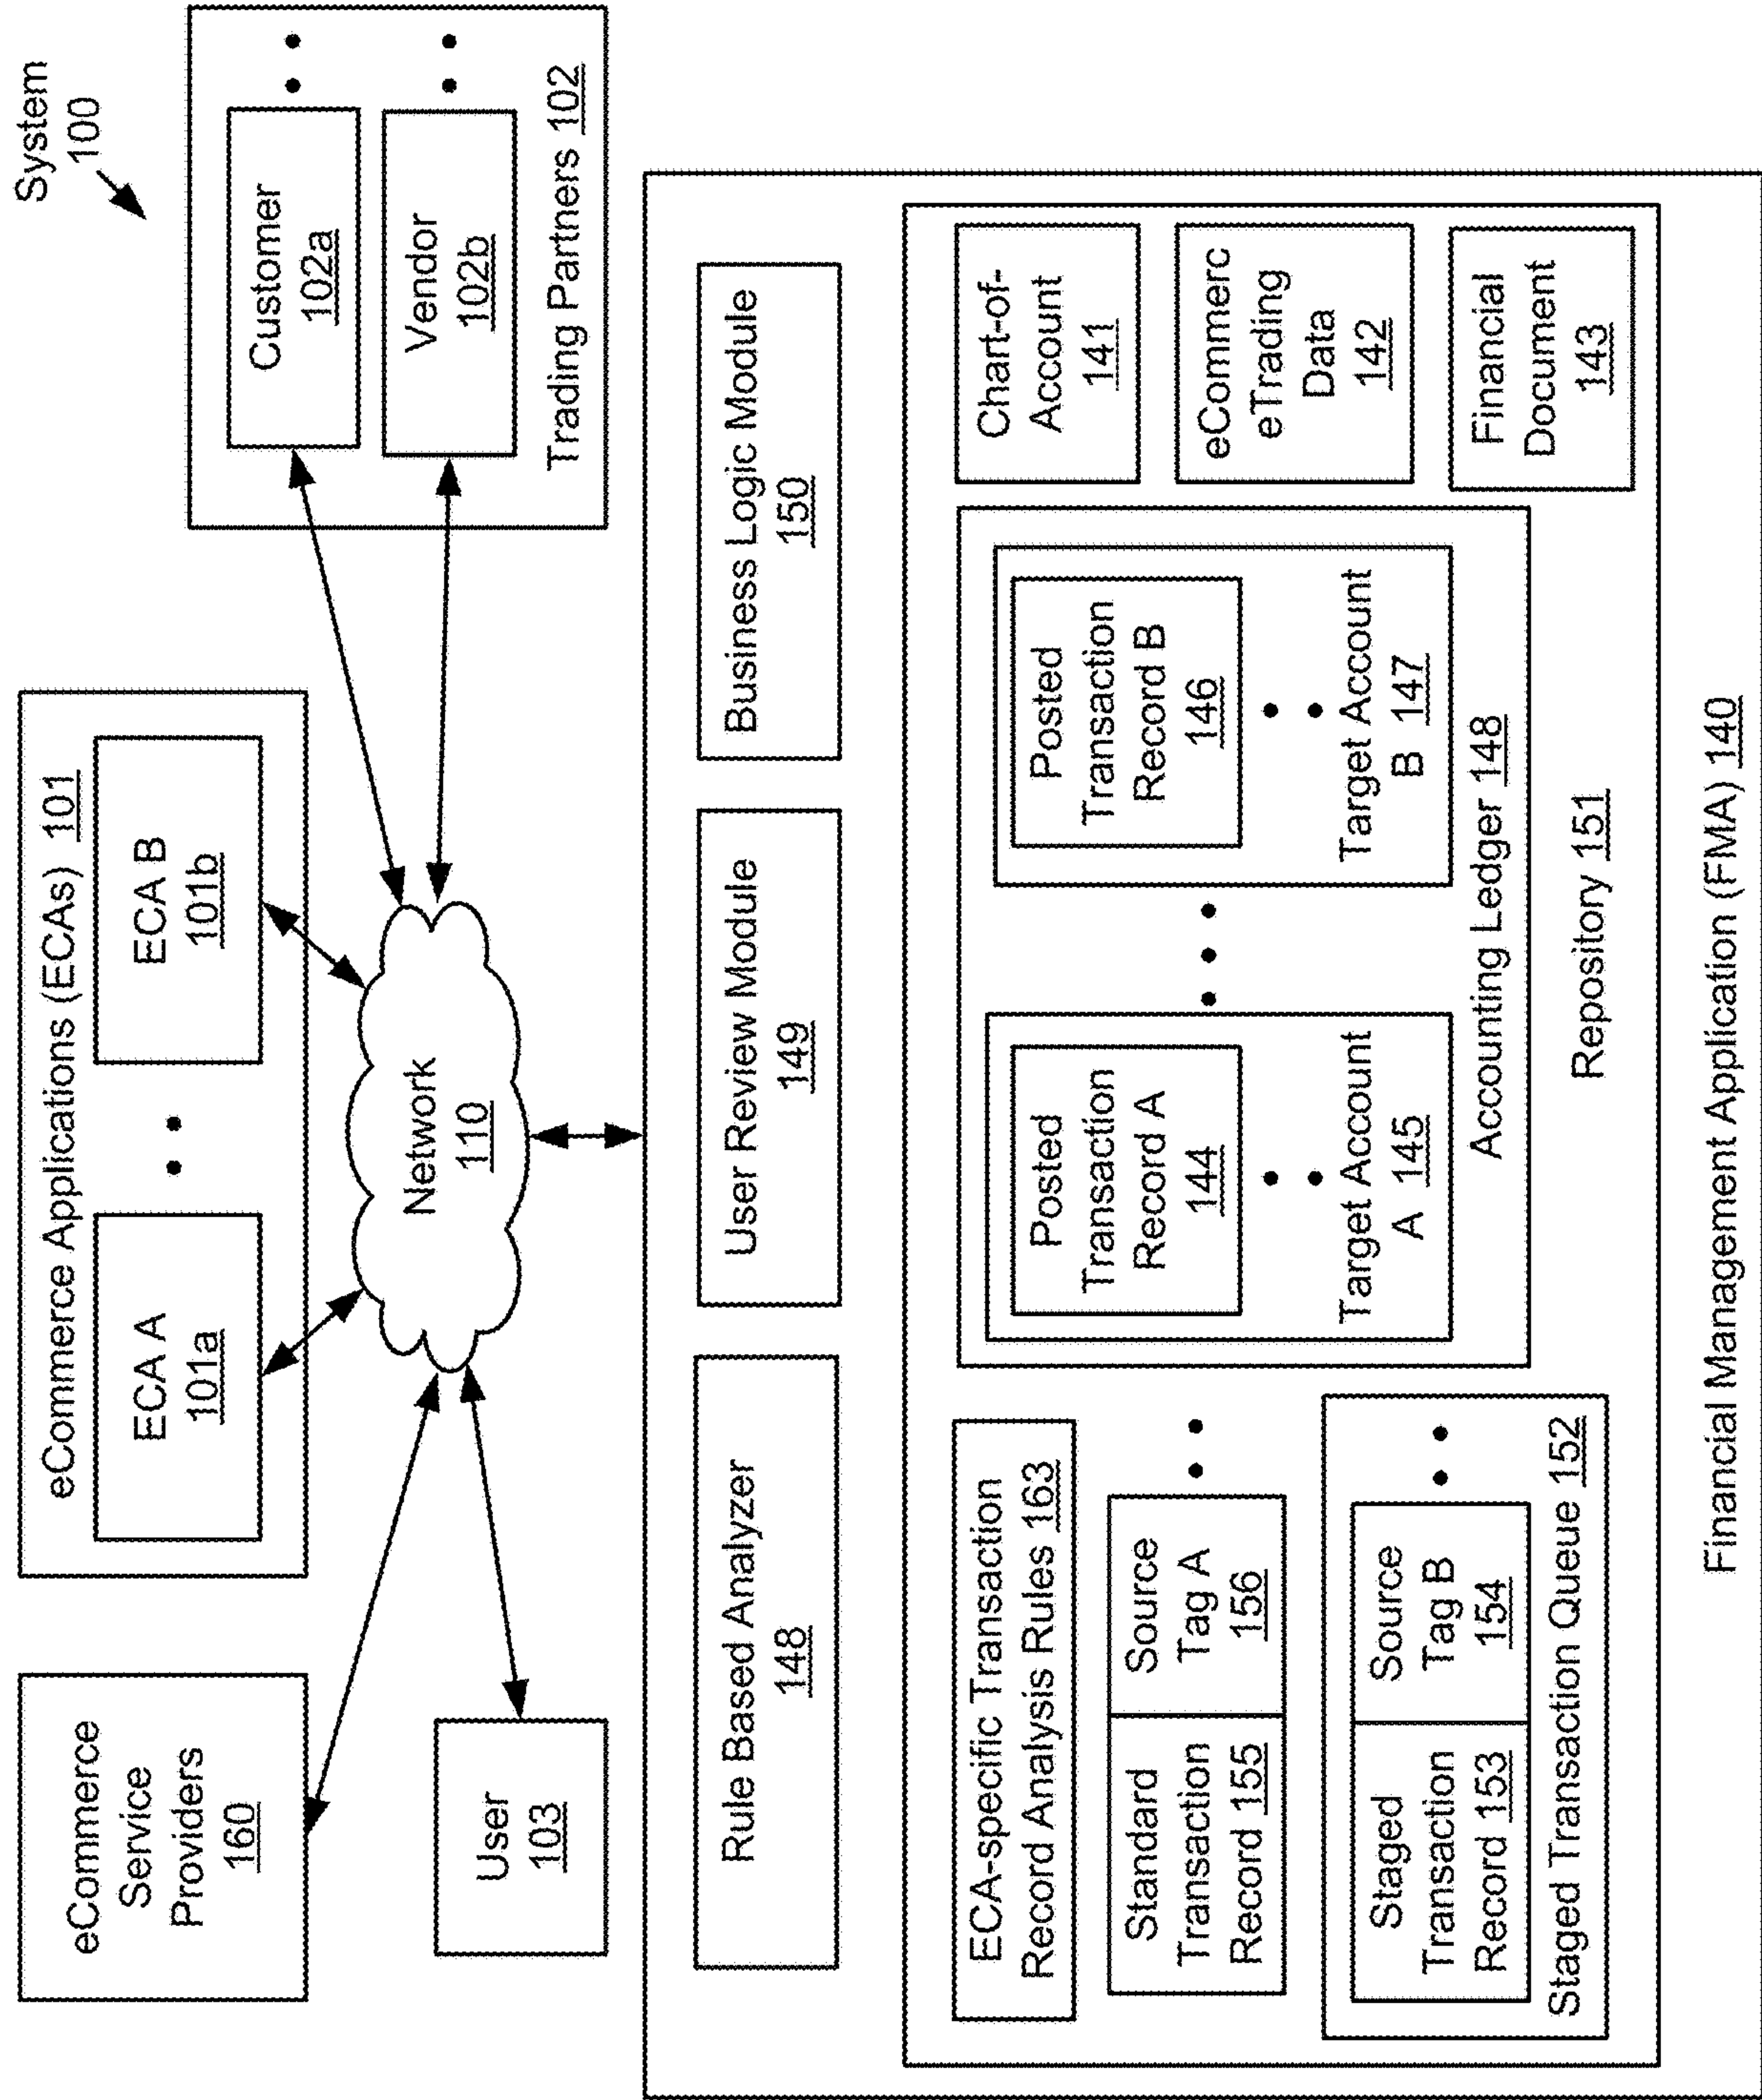 System
100
eCommerce
Service
Providers
160
eCommerce Applications (ECAs) 101
ECA A
101a
ECA B
101b
Customer
102a
Vendor
102b
Trading Partners 102
User
103
Network
110
Rule Based Analyzer
148
User Review Module
149
Business Logic Module
150
ECA-specific Transaction
Record Analysis Rules 163
Standard
Transaction
Record 155
Source
Tag A
156
Staged
Transaction
Record 153
Source
Tag B
154
Staged Transaction Queue 152
Posted
Transaction
Record A
144
Target Account
A 145
Posted
Transaction
Record B
146
Target Account
B 147
Accounting Ledger 148
Chart-of-
Account
141
eCommerc
eTrading
Data
142
Financial
Document
143
Repository 151
Financial Management Application (FMA) 140